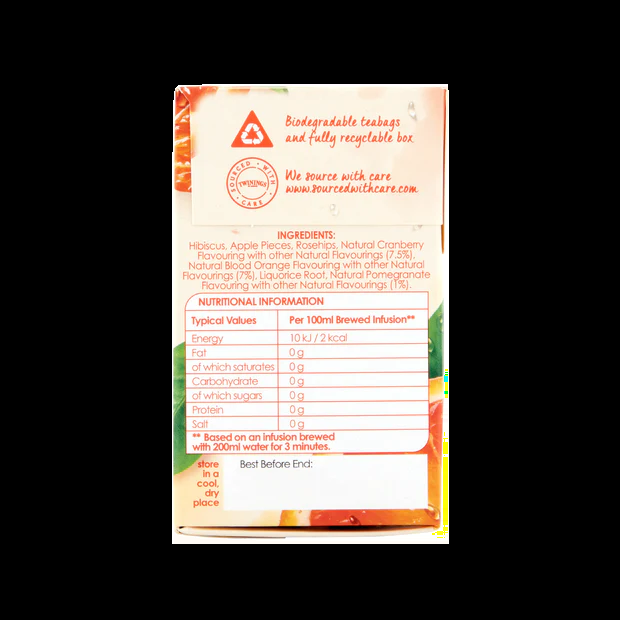 Biodegradable teabags
and fully recyclable box
SOURCED • WITH • CARE •
TWININGS
We source with care
www.sourcedwithcare.com
INGREDIENTS:
Hibiscus, Apple Pieces, Rosehips, Natural Cranberry
Flavouring with other Natural Flavourings (7.5%),
Natural Blood Orange Flavouring with other Natural
Flavourings (7%), Liquorice Root, Natural Pomegranate
Flavouring with other Natural Flavourings (1%).
NUTRITIONAL INFORMATION
Typical Values Per 100ml Brewed Infusion**
Energy 10 kJ / 2 kcal
Fat 0 g
of which saturates 0 g
Carbohydrate 0 g
of which sugars 0 g
Protein 0 g
Salt 0 g
** Based on an infusion brewed
with 200ml water for 3 minutes.
store
in a
cool,
dry
place
Best Before End: